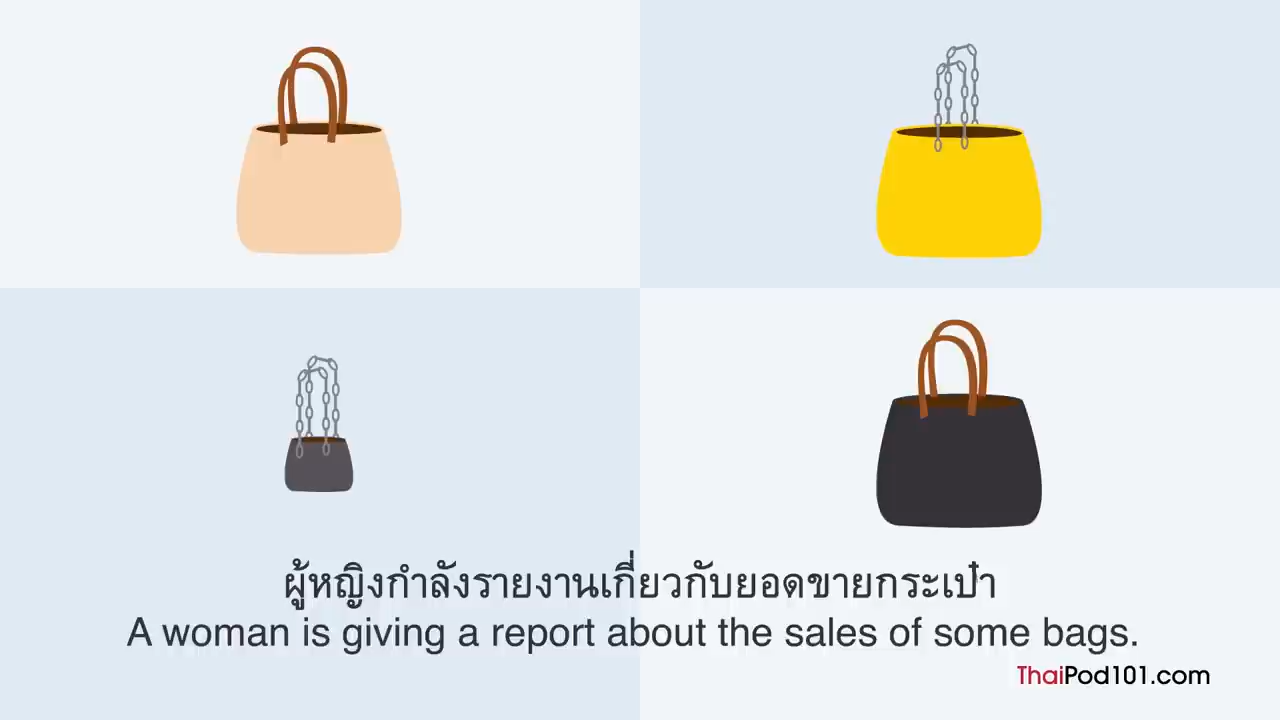 ผู้หญิงกำลังรายงานเกี่ยวกับยอดขายกระเป๋า
A woman is giving a report about the sales of some bags.
ThaiPod101.com